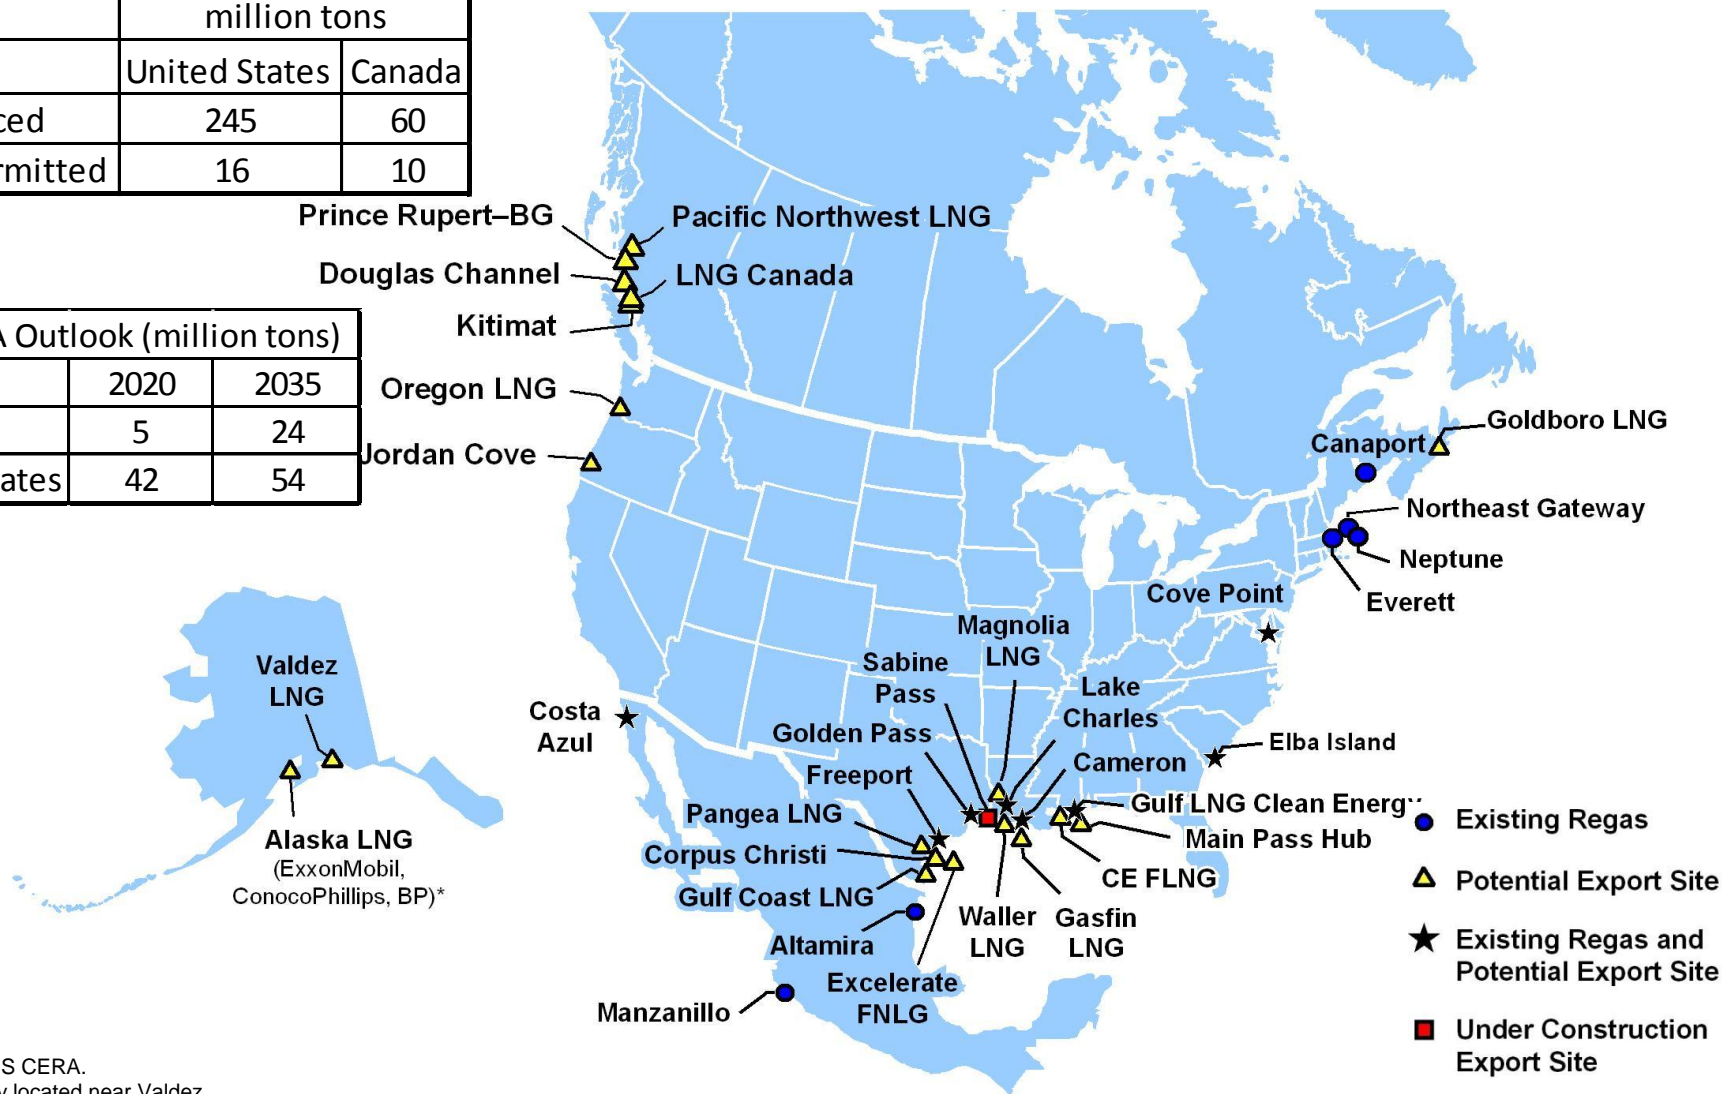 million tons
United States Canada
ced 245 60
rmitted 16 10
Prince Rupert–BG
Pacific Northwest LNG
Douglas Channel
LNG Canada
Kitimat
A Outlook (million tons)
2020 2035
5 24
ates 42 54
Oregon LNG
Jordan Cove
Goldboro LNG
Canaport
Northeast Gateway
Neptune
Everett
Cove Point
Magnolia
LNG
Sabine
Pass
Lake
Charles
Valdez
LNG
Costa
Azul
Golden Pass
Elba Island
Cameron
Freeport
Pangea LNG
Gulf LNG Clean Energy
Main Pass Hub
Corpus Christi
CE FLNG
Gulf Coast LNG
Alaska LNG
(ExxonMobil,
ConocoPhillips, BP)*
Waller
LNG
Gasfin
LNG
Altamira
Excelerate
FNLG
Manzanillo
Existing Regas
Potential Export Site
Existing Regas and
Potential Export Site
Under Construction
Export Site
S CERA.
y located near Valdez